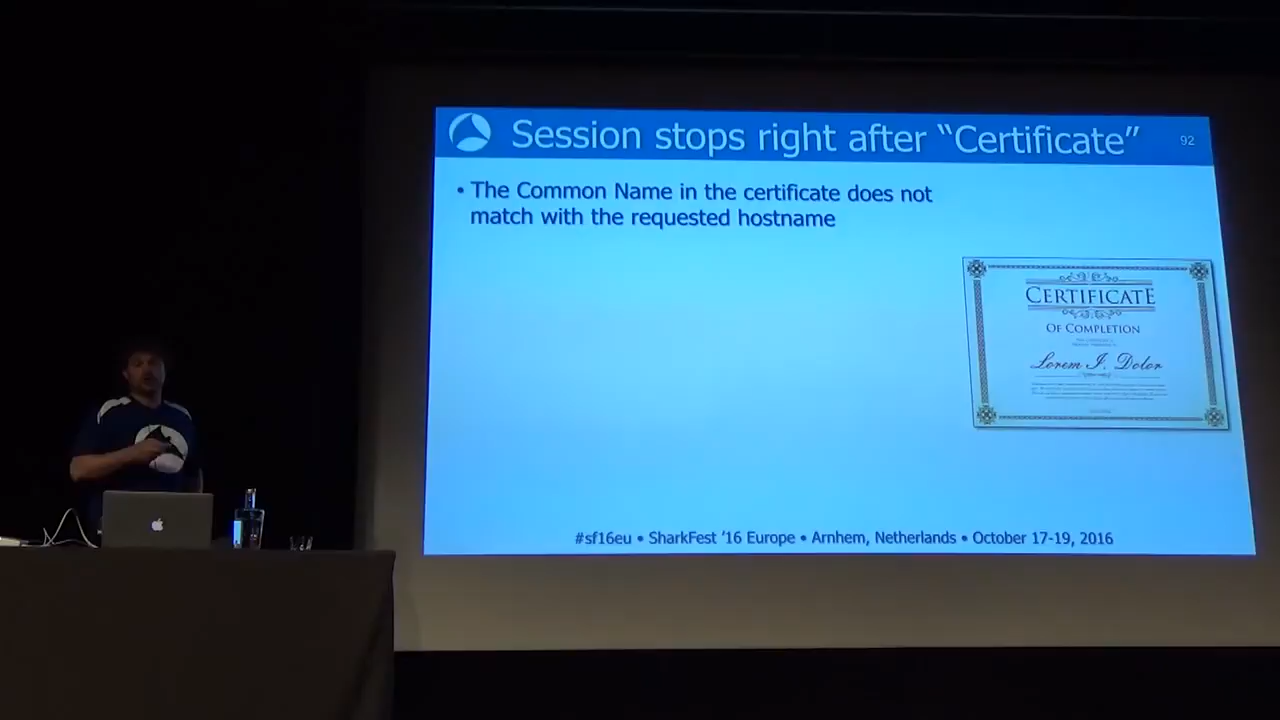 Session stops right after “Certificate”
92
• The Common Name in the certificate does not
match with the requested hostname
CERTIFICATE
OF COMPLETION
Lorem I. Dolor
#sf16eu • SharkFest '16 Europe • Arnhem, Netherlands • October 17-19, 2016